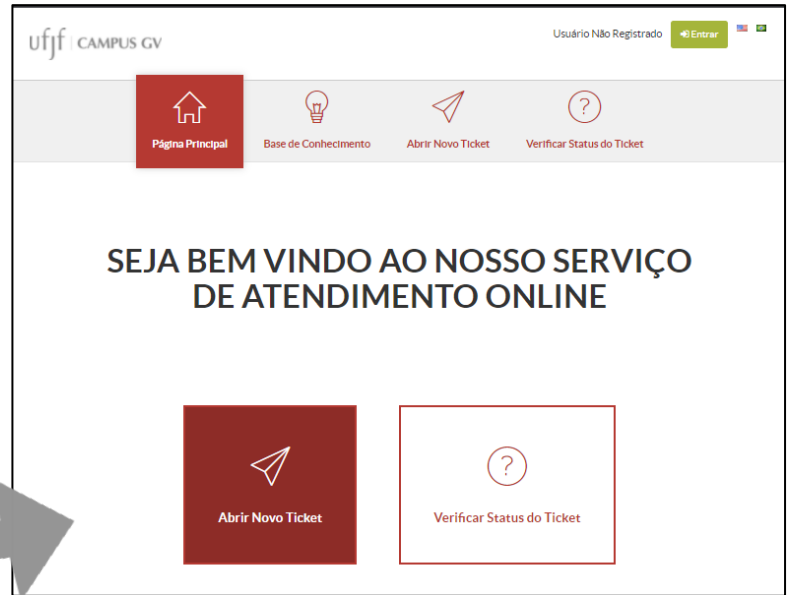 ufjf CAMPUS GV
Usuário Não Registrado Entrar
Página Principal Base de Conhecimento Abrir Novo Ticket Verificar Status do Ticket
SEJA BEM VINDO AO NOSSO SERVIÇO
DE ATENDIMENTO ONLINE
Abrir Novo Ticket Verificar Status do Ticket